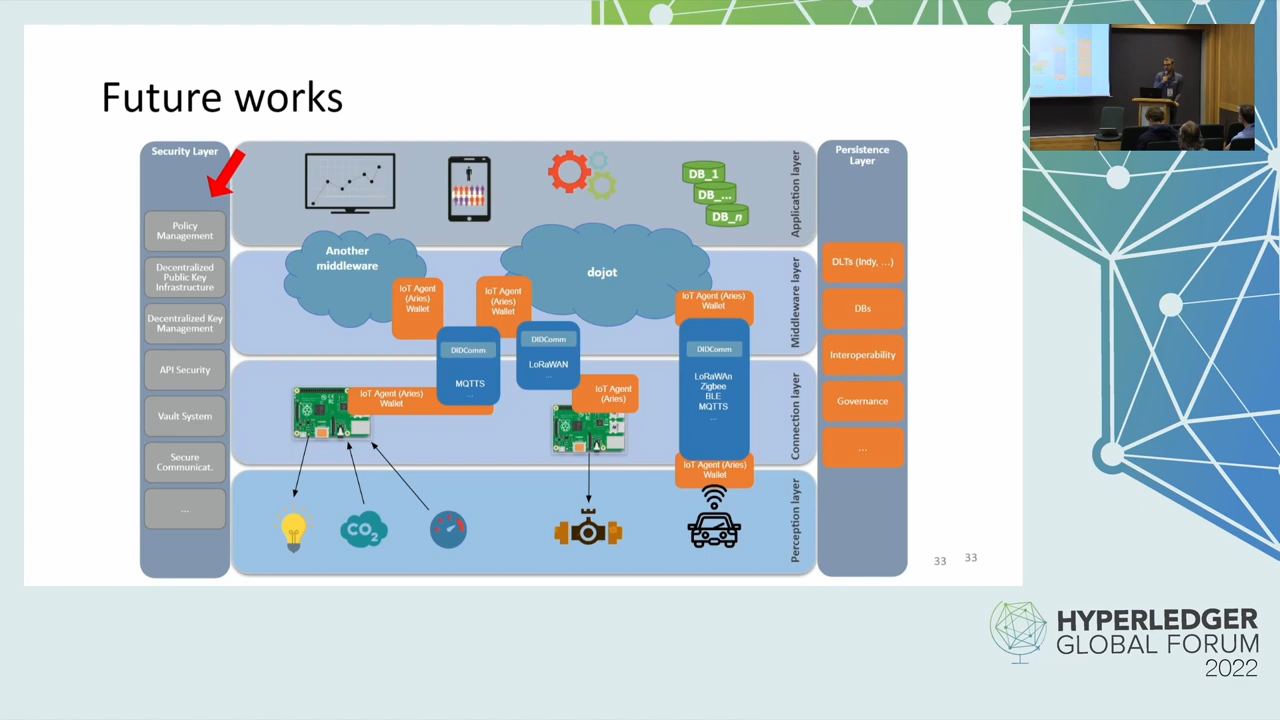 Future works
Security Layer
Policy
Management
Decentralized
Public Key
Infrastructure
Decentralized Key
Management
API Security
Vault System
Secure
Communicat.
...
DB_1
DB_...
DB_n
Application layer
Another
middleware
dojot
IoT Agent
(Aries)
Wallet
IoT Agent
(Aries)
Wallet
IoT Agent (Aries)
Wallet
Middleware layer
DIDComm
MQTTS
...
DIDComm
LoRaWAN
...
DIDComm
LoRaWAn
Zigbee
BLE
MQTTS
...
IoT Agent (Aries)
Wallet
IoT Agent
(Aries)
IoT Agent (Aries)
Wallet
Connection layer
CO2
Perception layer
Persistence
Layer
DLTs (Indy, ...)
DBs
Interoperability
Governance
...
33
33
HYPERLEDGER
GLOBAL FORUM
2022